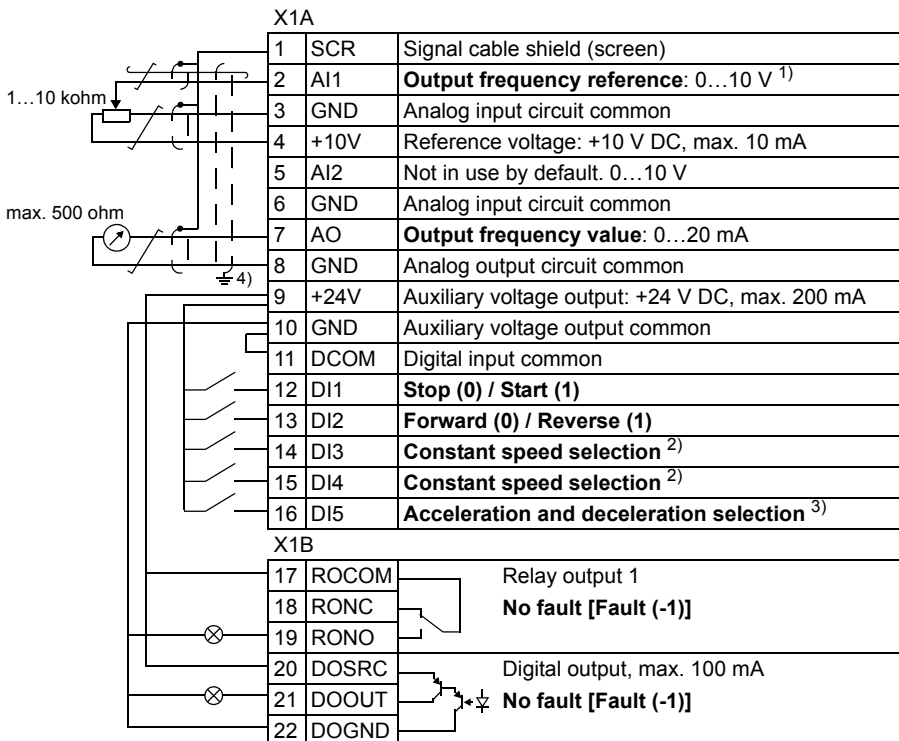 X1A
1 SCR Signal cable shield (screen)
2 AI1 Output frequency reference: 0…10 V 1)
1…10 kohm
3 GND Analog input circuit common
4 +10V Reference voltage: +10 V DC, max. 10 mA
5 AI2 Not in use by default. 0…10 V
6 GND Analog input circuit common
max. 500 ohm
7 AO Output frequency value: 0…20 mA
8 GND Analog output circuit common
4)
9 +24V Auxiliary voltage output: +24 V DC, max. 200 mA
10 GND Auxiliary voltage output common
11 DCOM Digital input common
12 DI1 Stop (0) / Start (1)
13 DI2 Forward (0) / Reverse (1)
14 DI3 Constant speed selection 2)
15 DI4 Constant speed selection 2)
16 DI5 Acceleration and deceleration selection 3)
X1B
17 ROCOM Relay output 1
18 RONC No fault [Fault (-1)]
19 RONO
20 DOSRC Digital output, max. 100 mA
21 DOOUT No fault [Fault (-1)]
22 DOGND